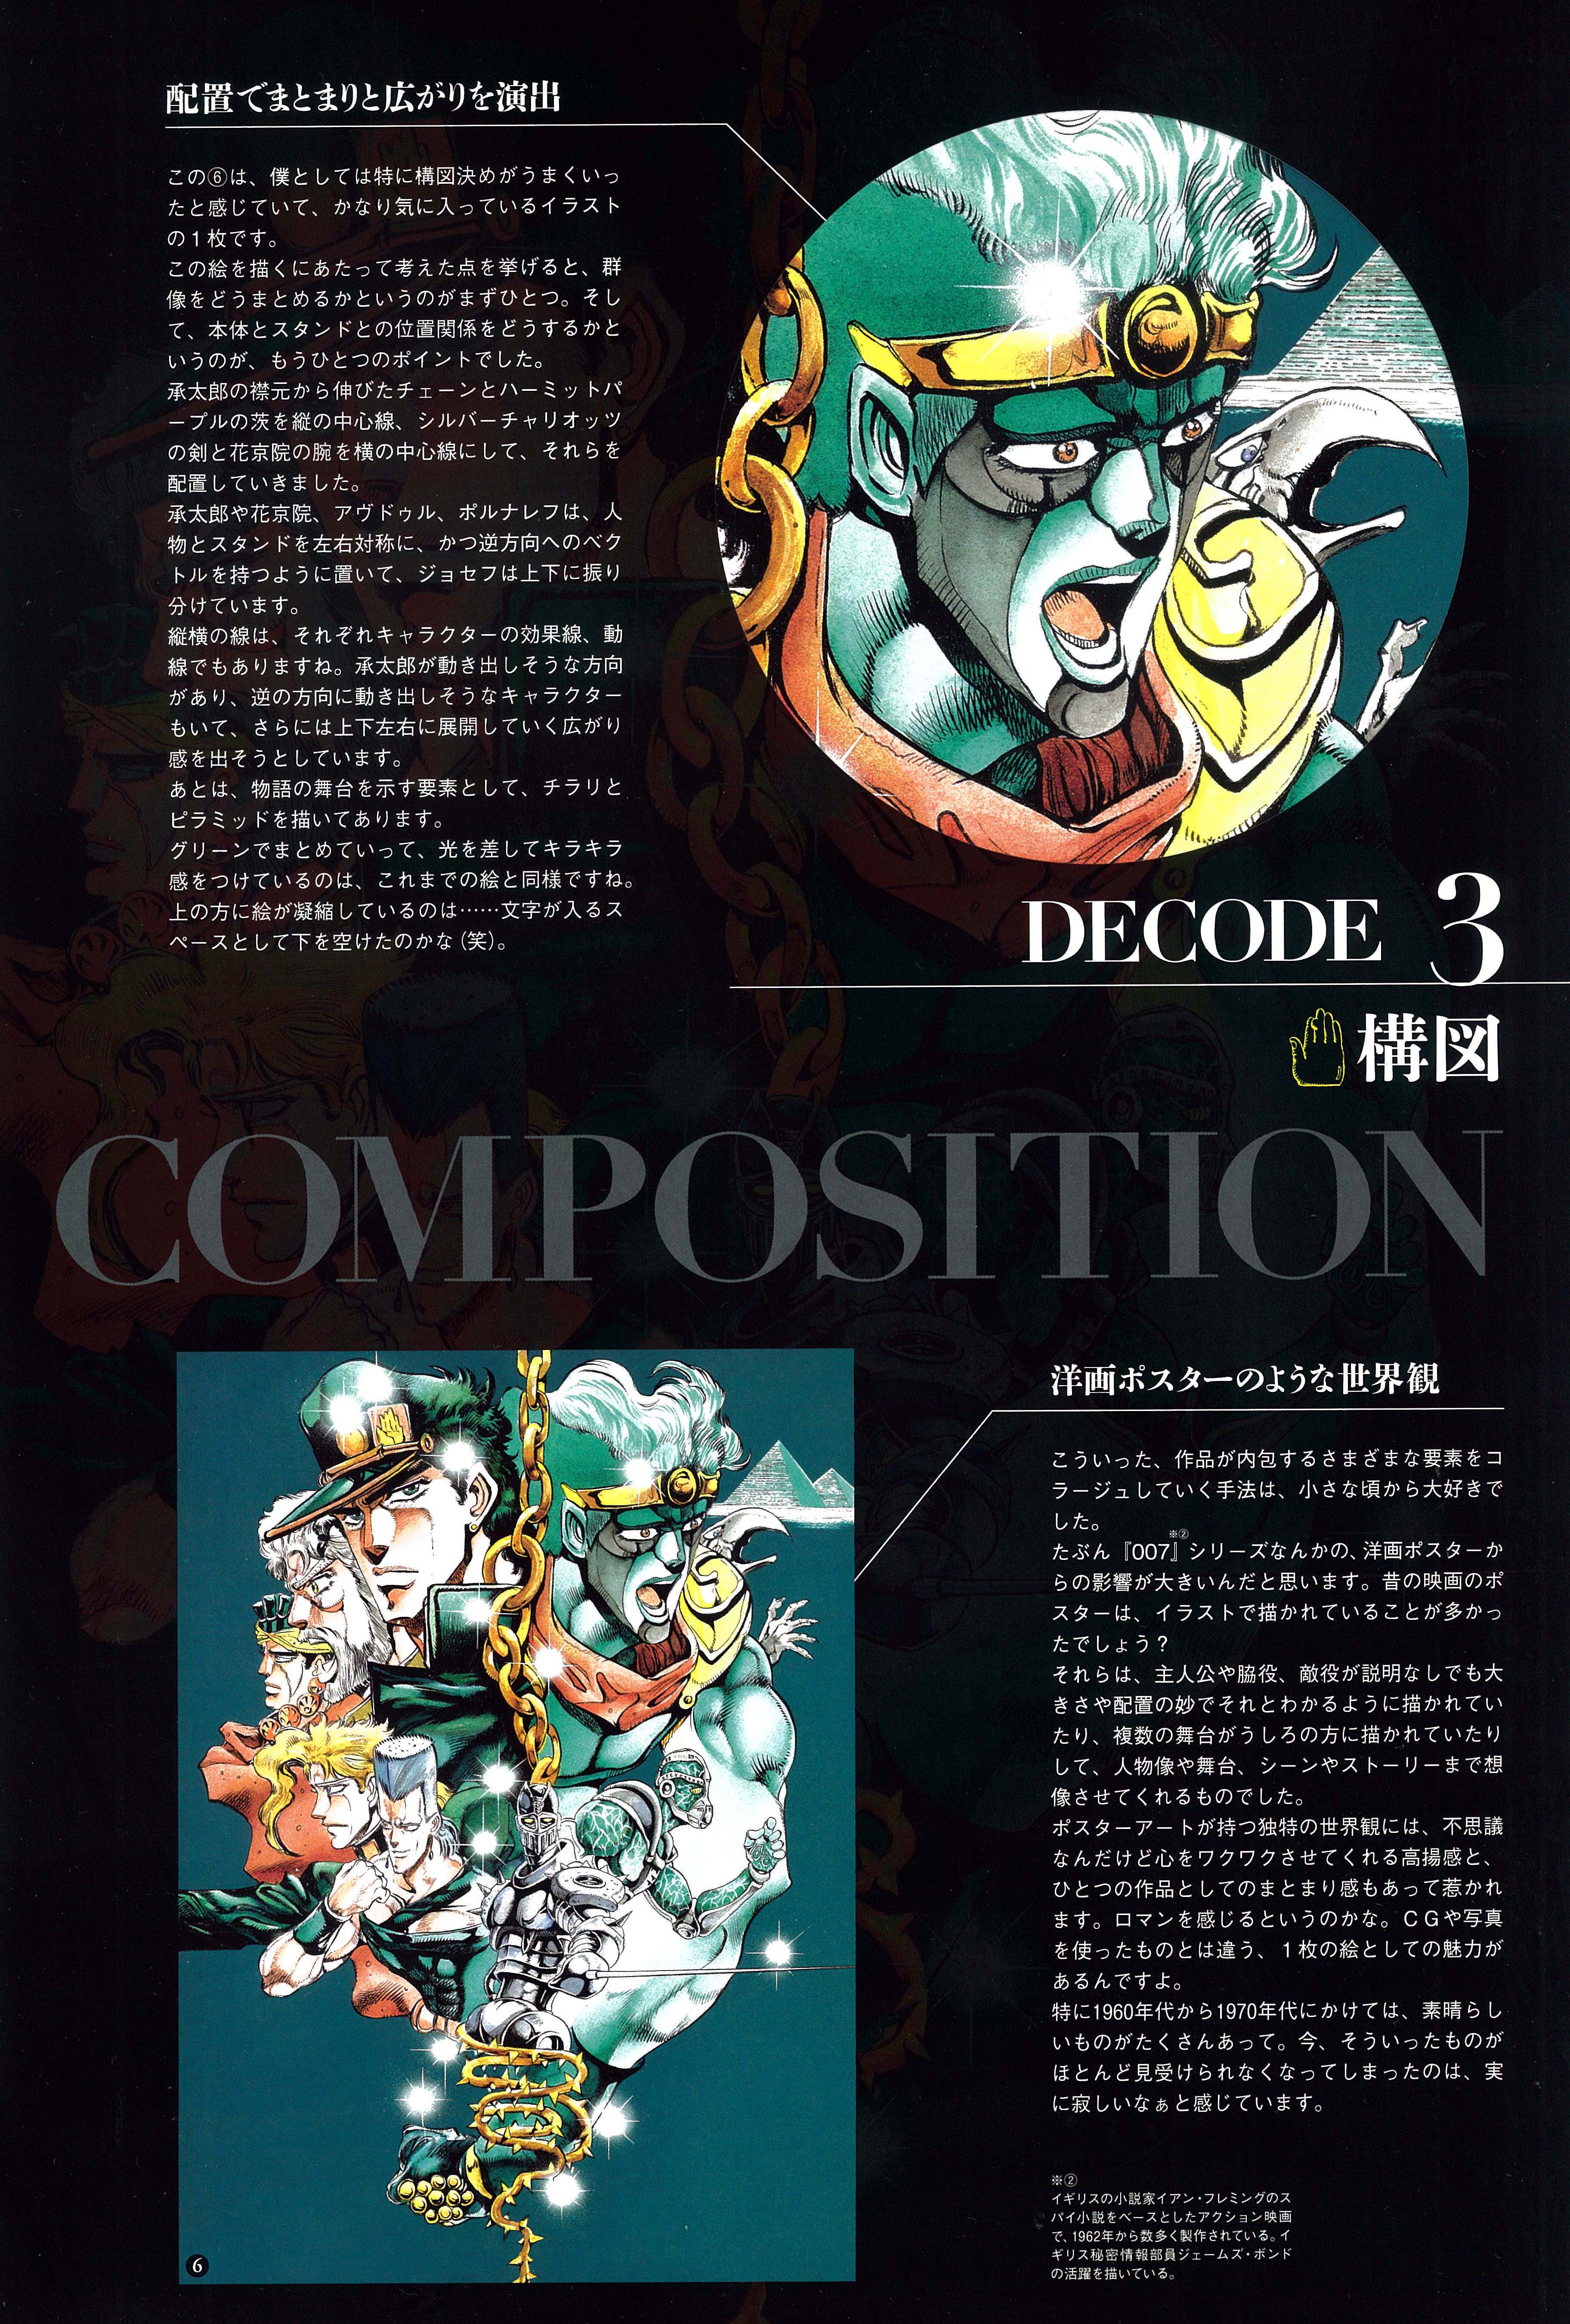 配置でまとまりと広がりを演出
この⑥は、僕としては特に構図決めがうまくいっ
たと感じていて、かなり気に入っているイラスト
の1枚です。
この絵を描くにあたって考えた点を挙げると、群
像をどうまとめるかというのがまずひとつ。そし
て、本体とスタンドとの位置関係をどうするかと
いうのが、もうひとつのポイントでした。
承太郎の襟元から伸びたチェーンとハーミットパ
ープルの茨を縦の中心線、シルバーチャリオッツ
の剣と花京院の腕を横の中心線にして、それらを
配置していきました。
承太郎や花京院、アヴドゥル、ポルナレフは、人
物とスタンドを左右対称に、かつ逆方向へのベク
トルを持つように置いて、ジョセフは上下に振り
分けています。
縦横の線は、それぞれキャラクターの効果線、動
線でもありますね。承太郎が動き出しそうな方向
があり、逆の方向に動き出しそうなキャラクター
もいて、さらには上下左右に展開していく広がり
感を出そうとしています。
あとは、物語の舞台を示す要素として、チラリと
ピラミッドを描いてあります。
グリーンでまとめていって、光を差してキラキラ
感をつけているのは、これまでの絵と同様ですね。
上の方に絵が凝縮しているのは……文字が入るス
ペースとして下を空けたのかな(笑)。
DECODE 3
構図
COMPOSITION
洋画ポスターのような世界観
こういった、作品が内包するさまざまな要素をコ
ラージュしていく手法は、小さな頃から大好きで
した。
※②
たぶん『007』シリーズなんかの、洋画ポスターか
らの影響が大きいんだと思います。昔の映画のポ
スターは、イラストで描かれていることが多かっ
たでしょう？
それらは、主人公や脇役、敵役が説明なしでも大
きさや配置の妙でそれとわかるように描かれてい
たり、複数の舞台がうしろの方に描かれていたり
して、人物像や舞台、シーンやストーリーまで想
像させてくれるものでした。
ポスターアートが持つ独特の世界観には、不思議
なんだけど心をワクワクさせてくれる高揚感と、
ひとつの作品としてのまとまり感もあって惹かれ
ます。ロマンを感じるというのかな。CGや写真
を使ったものとは違う、1枚の絵としての魅力が
あるんですよ。
特に1960年代から1970年代にかけては、素晴らし
いものがたくさんあって。今、そういったものが
ほとんど見受けられなくなってしまったのは、実
に寂しいなぁと感じています。
※②
イギリスの小説家イアン・フレミングのス
パイ小説をベースとしたアクション映画
で、1962年から数多く製作されている。イ
ギリス秘密情報部員ジェームズ・ボンド
の活躍を描いている。
6